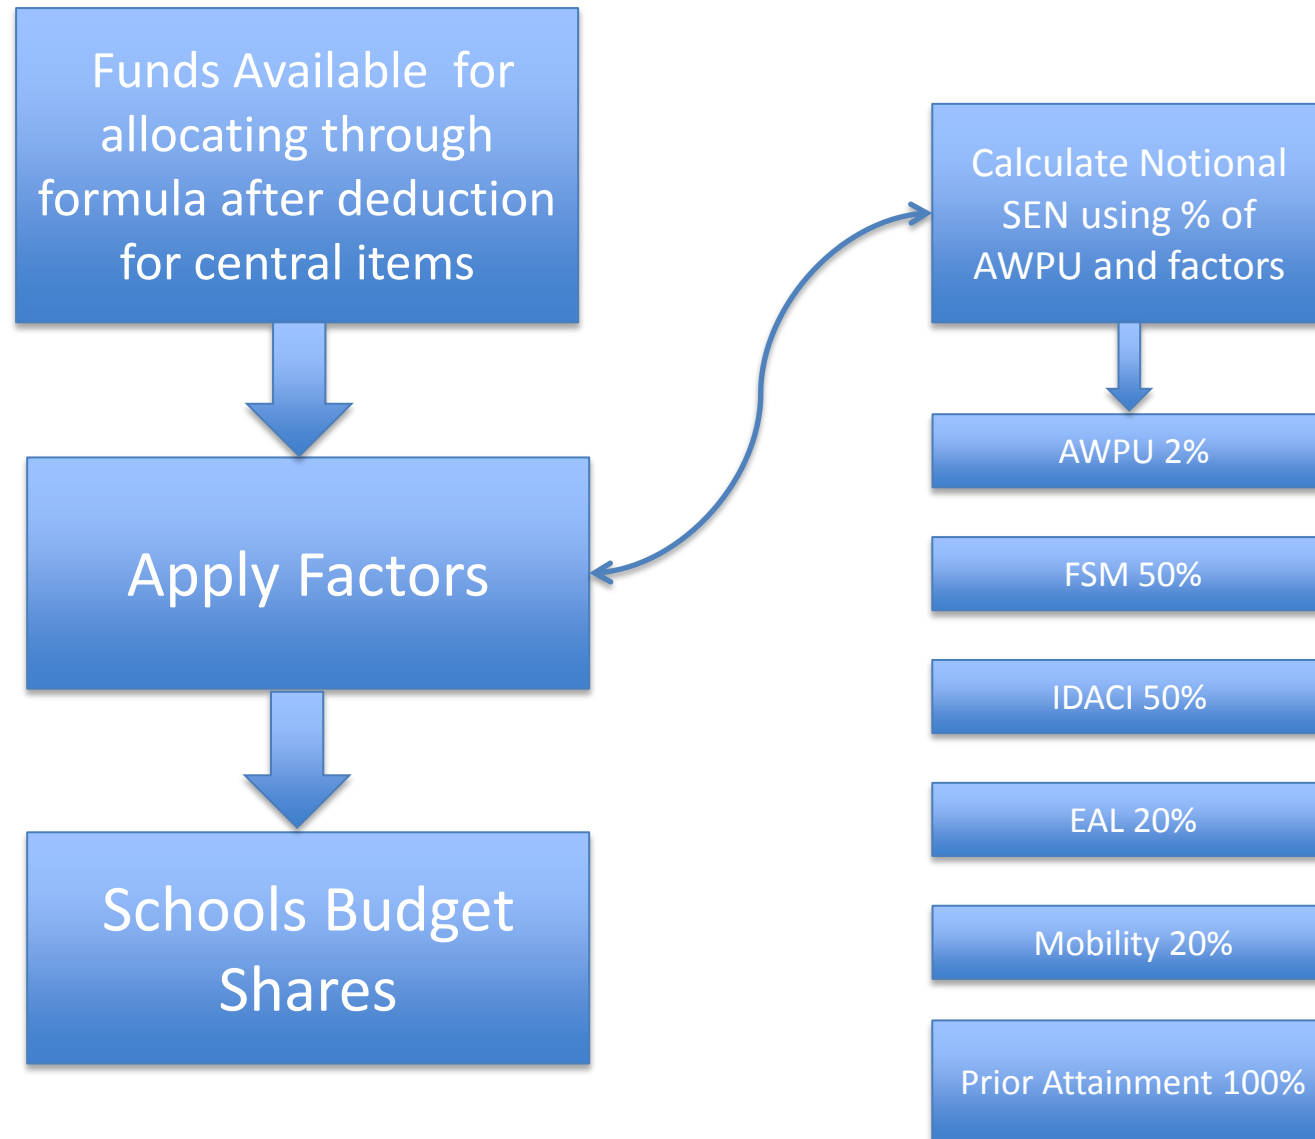 Funds Available for
allocating through
formula after deduction
for central items
Apply Factors
Schools Budget
Shares
Calculate Notional
SEN using % of
AWPU and factors
AWPU 2%
FSM 50%
IDACI 50%
EAL 20%
Mobility 20%
Prior Attainment 100%